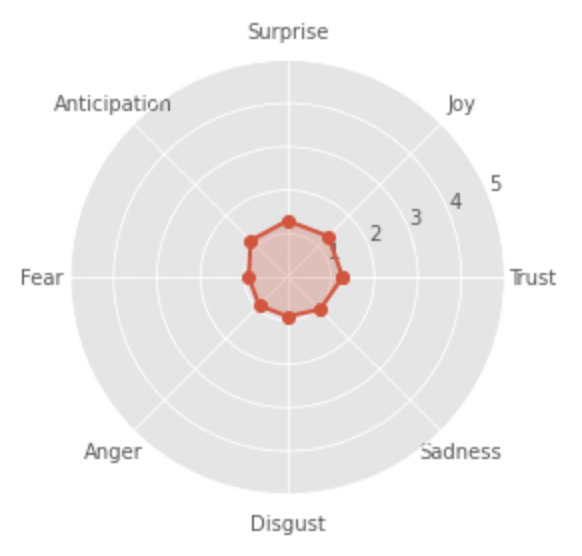 Surprise
Anticipation
Joy
5
4
3
2
1
Fear
Trust
Anger
Sadness
Disgust